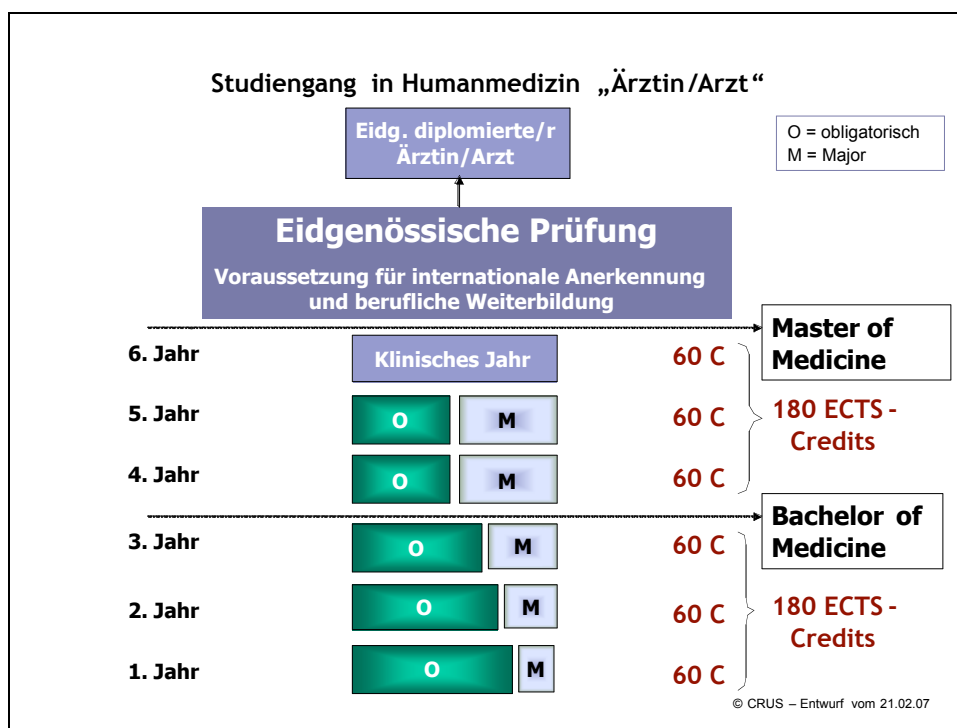 Studiengang in Humanmedizin „Ärztin/Arzt“
Eidg. diplomierte/r
Ärztin/Arzt
O = obligatorisch
M = Major
Eidgenössische Prüfung
Voraussetzung für internationale Anerkennung
und berufliche Weiterbildung
Master of
Medicine
6. Jahr
Klinisches Jahr
60 C
5. Jahr
O
M
60 C
180 ECTS -
Credits
4. Jahr
O
M
60 C
Bachelor of
Medicine
3. Jahr
O
M
60 C
2. Jahr
O
M
60 C
180 ECTS -
Credits
1. Jahr
O
M
60 C
© CRUS – Entwurf vom 21.02.07